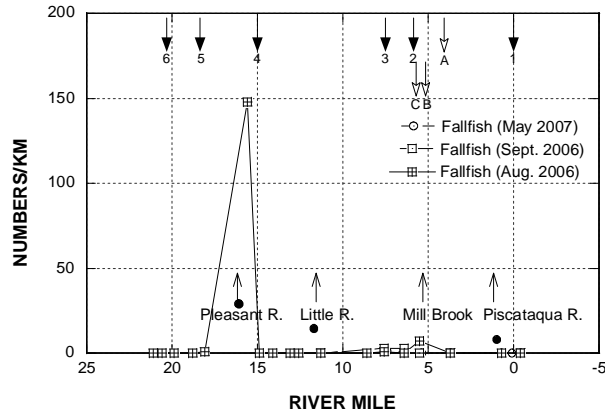 200
150
100
50
0
NUMBERS/KM
6 5 4 3 2 A 1
C B
Fallfish (May 2007)
Fallfish (Sept. 2006)
Fallfish (Aug. 2006)
Pleasant R. Little R. Mill Brook Piscataqua R.
25 20 15 10 5 0 -5
RIVER MILE